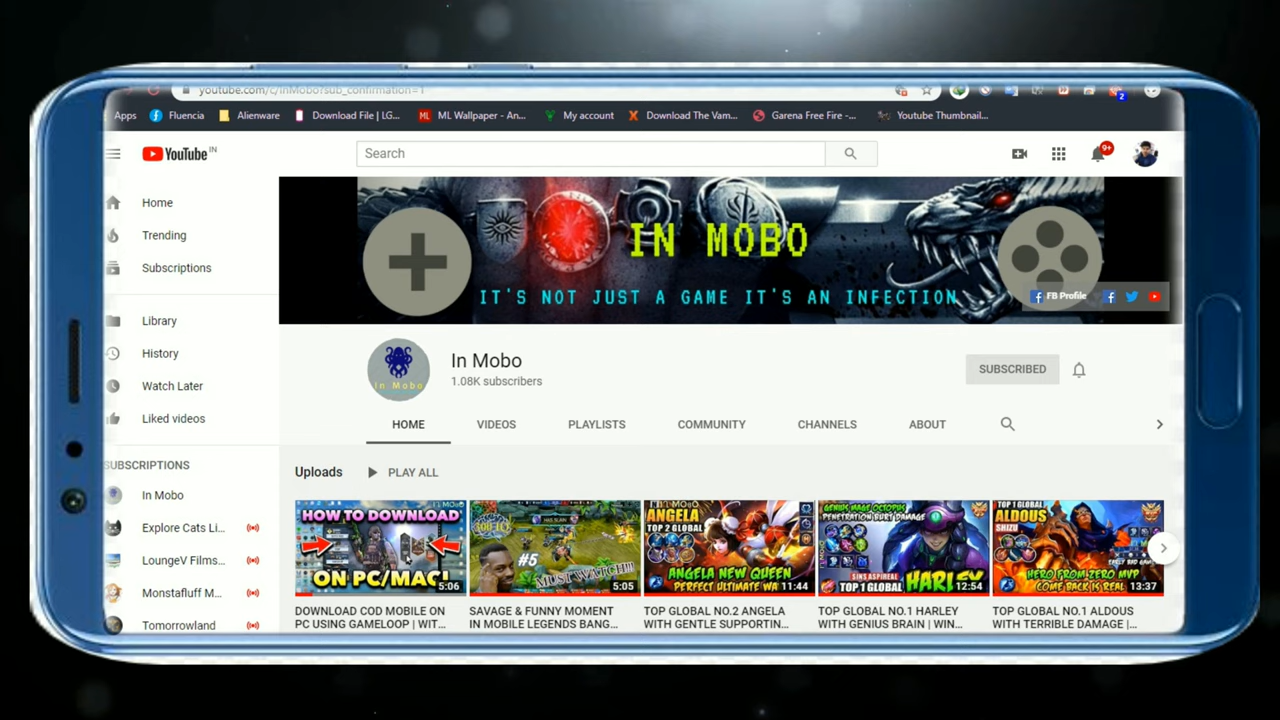 youtube.com/c/InMobo?sub_confirmation=1
Apps Fluencia Alienware Download File | LG... ML Wallpaper - An... My account Download The Vam... Garena Free Fire -... Youtube Thumbnail...
YouTube IN
Search
9+
2
Home
Trending
Subscriptions
Library
History
Watch Later
Liked videos
SUBSCRIPTIONS
In Mobo
Explore Cats Li...
LoungeV Films...
Monstafluff M...
Tomorrowland
IN MOBO
IT'S NOT JUST A GAME IT'S AN INFECTION
FB Profile
In Mobo
In Mobo
1.08K subscribers
SUBSCRIBED
HOME VIDEOS PLAYLISTS COMMUNITY CHANNELS ABOUT
Uploads PLAY ALL
HOW TO DOWNLOAD
ON PC/MAC!
5:06
DOWNLOAD COD MOBILE ON
PC USING GAMELOOP | WIT...
#5
MUST WATCH!!!
5:05
SAVAGE & FUNNY MOMENT
IN MOBILE LEGENDS BANG...
ANGELA
TOP 2 GLOBAL
ANGELA NEW QUEEN
PERFECT ULTIMATE WA
11:44
TOP GLOBAL NO.2 ANGELA
WITH GENTLE SUPPORTIN...
GENIUS MAGE OCTOPUS
PENETRATION BURT DAMAGE
TOP 1 GLOBAL
HARLEY
12:54
TOP GLOBAL NO.1 HARLEY
WITH GENIUS BRAIN | WIN...
TOP 1 GLOBAL
ALDOUS
SHIZU
HERO FROM ZERO MVP
COME BACK IS REAL
13:37
TOP GLOBAL NO.1 ALDOUS
WITH TERRIBLE DAMAGE |...